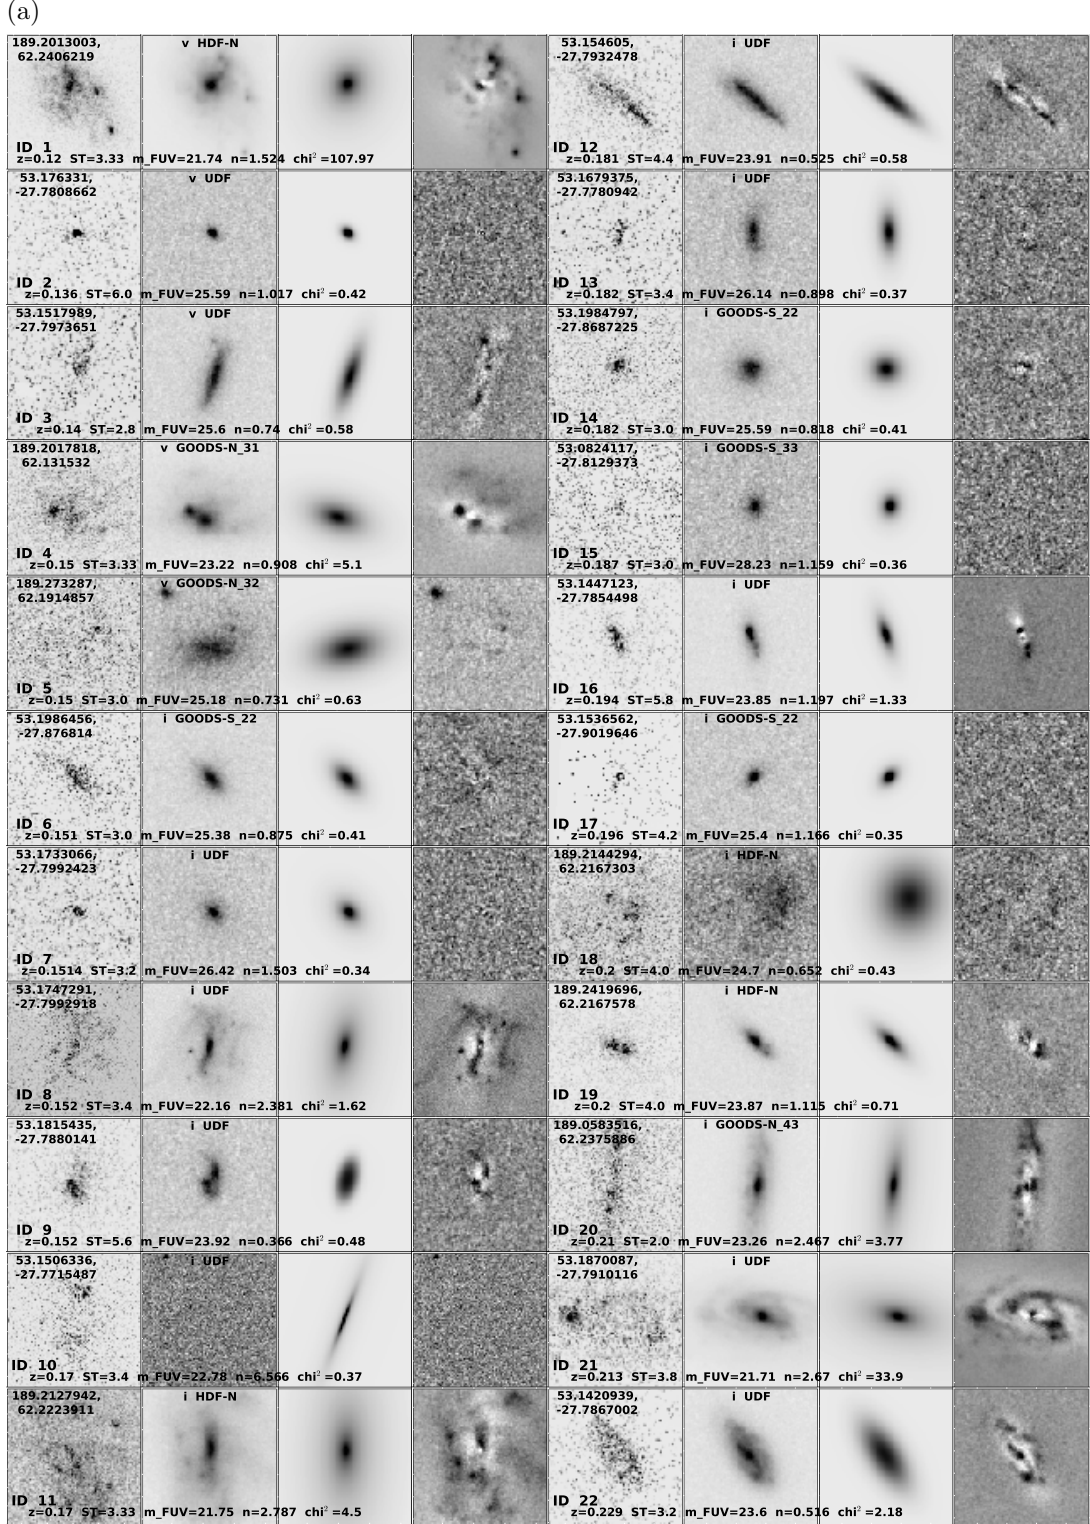 (a)
189.2013003,
62.2406219
v HDF-N
ID 1
z=0.12 ST=3.33 m_FUV=21.74 n=1.524 chi²=107.97
53.176331,
-27.7808662
v UDF
ID 2
z=0.136 ST=6.0 m_FUV=25.59 n=1.017 chi²=0.42
53.1517989,
-27.7973651
v UDF
ID 3
z=0.14 ST=2.8 m_FUV=25.6 n=0.74 chi²=0.58
189.2017818,
62.131532
v GOODS-N_31
ID 4
z=0.15 ST=3.33 m_FUV=23.22 n=0.908 chi²=5.1
189.273287,
62.1914857
v GOODS-N_32
ID 5
z=0.15 ST=3.0 m_FUV=25.18 n=0.731 chi²=0.63
53.1986456,
-27.876814
i GOODS-S_22
ID 6
z=0.151 ST=3.0 m_FUV=25.38 n=0.875 chi²=0.41
53.1733066,
-27.7992423
i UDF
ID 7
z=0.1514 ST=3.2 m_FUV=26.42 n=1.503 chi²=0.34
53.1747291,
-27.7992918
i UDF
ID 8
z=0.152 ST=3.4 m_FUV=22.16 n=2.381 chi²=1.62
53.1815435,
-27.7880141
i UDF
ID 9
z=0.152 ST=5.6 m_FUV=23.92 n=0.366 chi²=0.48
53.1506336,
-27.7715487
i UDF
ID 10
z=0.17 ST=3.4 m_FUV=22.78 n=6.566 chi²=0.37
189.2127942,
62.2223911
i HDF-N
ID 11
z=0.17 ST=3.33 m_FUV=21.75 n=2.787 chi²=4.5
53.154605,
-27.7932478
i UDF
ID 12
z=0.181 ST=4.4 m_FUV=23.91 n=0.525 chi²=0.58
53.1679375,
-27.7780942
i UDF
ID 13
z=0.182 ST=3.4 m_FUV=26.14 n=0.898 chi²=0.37
53.1984797,
-27.8687225
i GOODS-S_22
ID 14
z=0.182 ST=3.0 m_FUV=25.59 n=0.818 chi²=0.41
53.0824117,
-27.8129373
i GOODS-S_33
ID 15
z=0.187 ST=3.0 m_FUV=28.23 n=1.159 chi²=0.36
53.1447123,
-27.7854498
i UDF
ID 16
z=0.194 ST=5.8 m_FUV=23.85 n=1.197 chi²=1.33
53.1536562,
-27.9019646
i GOODS-S_22
ID 17
z=0.196 ST=4.2 m_FUV=25.4 n=1.166 chi²=0.35
189.2144294,
62.2167303
i HDF-N
ID 18
z=0.2 ST=4.0 m_FUV=24.7 n=0.652 chi²=0.43
189.2419696,
62.2167578
i HDF-N
ID 19
z=0.2 ST=4.0 m_FUV=23.87 n=1.115 chi²=0.71
189.0583516,
62.2375886
i GOODS-N_43
ID 20
z=0.21 ST=2.0 m_FUV=23.26 n=2.467 chi²=3.77
53.1870087,
-27.7910116
i UDF
ID 21
z=0.213 ST=3.8 m_FUV=21.71 n=2.67 chi²=33.9
53.1420939,
-27.7867002
i UDF
ID 22
z=0.229 ST=3.2 m_FUV=23.6 n=0.516 chi²=2.18